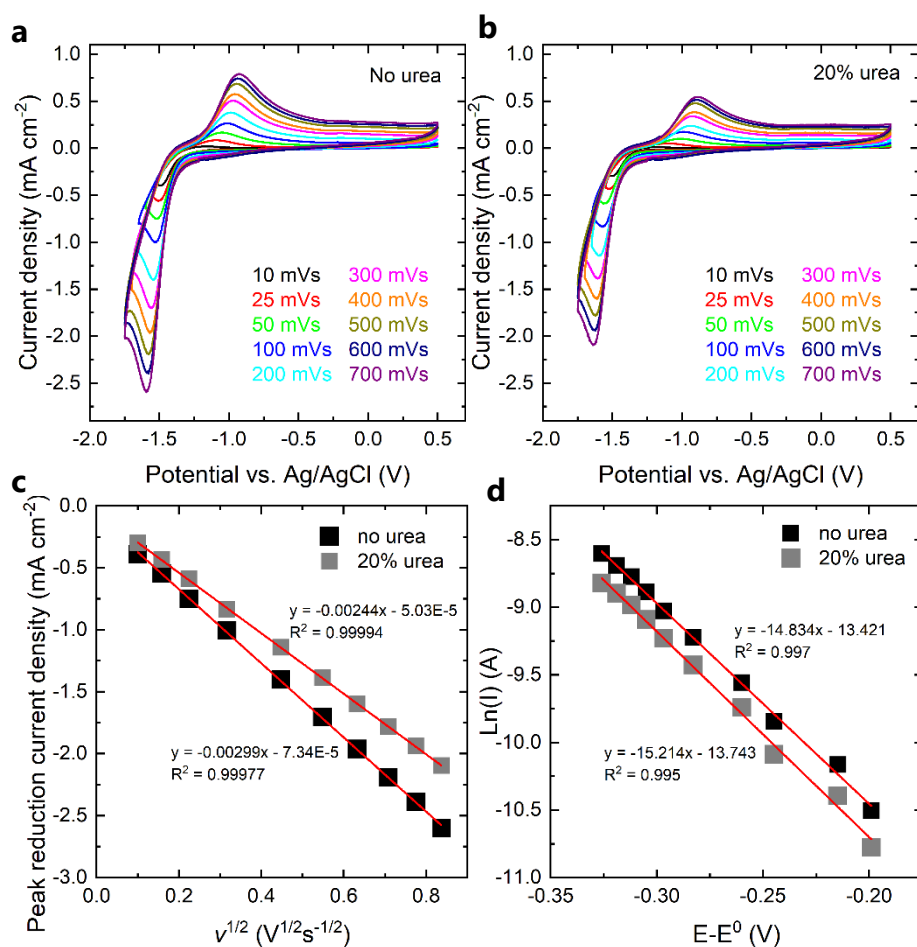 a
No urea
Current density (mA cm⁻²)
1.0
0.5
0.0
-0.5
-1.0
-1.5
-2.0
-2.5
10 mVs 300 mVs
25 mVs 400 mVs
50 mVs 500 mVs
100 mVs 600 mVs
200 mVs 700 mVs
-2.0 -1.5 -1.0 -0.5 0.0 0.5
Potential vs. Ag/AgCl (V)
b
20% urea
Current density (mA cm⁻²)
1.0
0.5
0.0
-0.5
-1.0
-1.5
-2.0
-2.5
10 mVs 300 mVs
25 mVs 400 mVs
50 mVs 500 mVs
100 mVs 600 mVs
200 mVs 700 mVs
-2.0 -1.5 -1.0 -0.5 0.0 0.5
Potential vs. Ag/AgCl (V)
c
Peak reduction current density (mA cm⁻²)
0.0
-0.5
-1.0
-1.5
-2.0
-2.5
-3.0
no urea
20% urea
y = -0.00244x - 5.03E-5
R² = 0.99994
y = -0.00299x - 7.34E-5
R² = 0.99977
0.0 0.2 0.4 0.6 0.8 1.0
v¹ᐟ² (V¹ᐟ²s⁻¹ᐟ²)
d
Ln(I) (A)
-8.5
-9.0
-9.5
-10.0
-10.5
-11.0
no urea
20% urea
y = -14.834x - 13.421
R² = 0.997
y = -15.214x - 13.743
R² = 0.995
-0.35 -0.30 -0.25 -0.20
E-E⁰ (V)